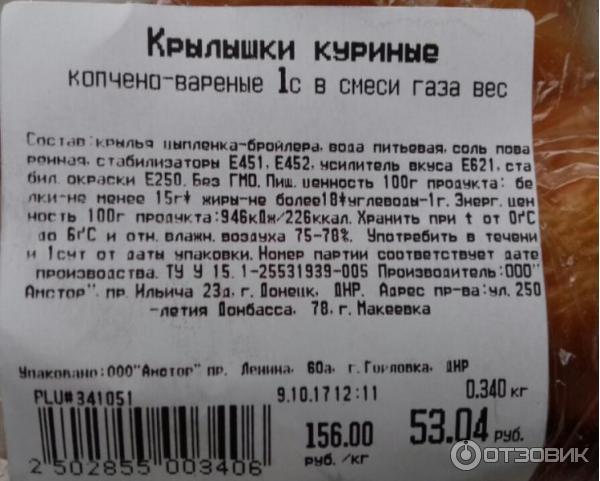 Крылышки куриные
копчено-вареные 1с в смеси газа вес
Состав:крылья цыпленка-бройлера, вода питьевая, соль пова
ренная, стабилизаторы Е451, Е452, усилитель вкуса Е621, ста
бил. окраски Е250. Без ГМО. Пищ. ценность 100г продукта: бе
лки-не менее 15г* жиры-не более18*углеводы-1г. Энерг. цен
ность 100г продукта:946кДж/226ккал. Хранить при t от 0ґС
до 6ґС и отн. влажн. воздуха 75-78%. Употребить в течени
и 1сут от даты упаковки. Номер партии соответствует дате
производства. ТУ У 15.1-25531939-005 Производитель:ООО"
Амстор". пр. Ильича 23д, г. Донецк, ДНР. Адрес пр-ва:ул. 250
-летия Донбасса, 78, г. Макеевка
Упаковано:ООО"Амстор" пр. Ленина, 60а, г. Горловка, ДНР
PLU#341051 9.10.17 12:11 0.340 кг
156.00 53.04 РУБ.
РУБ./кг
2 502855 003406
ОТЗОВИК